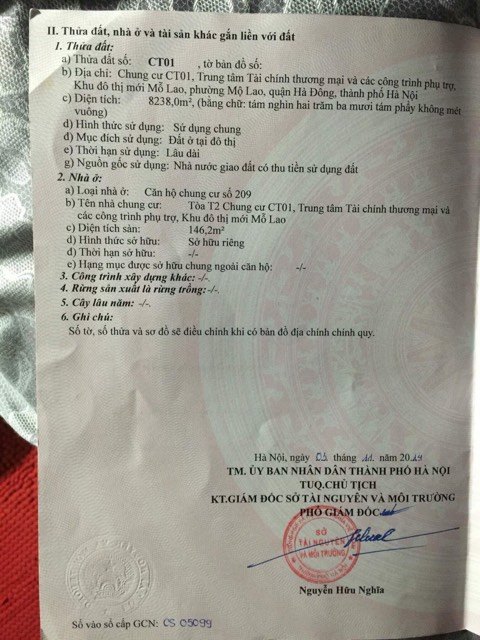 II. Thửa đất, nhà ở và tài sản khác gắn liền với đất
1. Thửa đất:
a) Thửa đất số: CT01 , tờ bản đồ số:
b) Địa chỉ: Chung cư CT01, Trung tâm Tài chính thương mại và các công trình phụ trợ,
Khu đô thị mới Mỗ Lao, phường Mộ Lao, quận Hà Đông, thành phố Hà Nội
c) Diện tích: 8238,0m², (bằng chữ: tám nghìn hai trăm ba mươi tám phẩy không mét
vuông)
d) Hình thức sử dụng: Sử dụng chung
đ) Mục đích sử dụng: Đất ở tại đô thị
e) Thời hạn sử dụng: Lâu dài
g) Nguồn gốc sử dụng: Nhà nước giao đất có thu tiền sử dụng đất
2. Nhà ở:
a) Loại nhà ở: Căn hộ chung cư số 209
b) Tên nhà chung cư: Tòa T2 Chung cư CT01, Trung tâm Tài chính thương mại và
các công trình phụ trợ, Khu đô thị mới Mỗ Lao
c) Diện tích sàn: 146,2m²
d) Hình thức sở hữu: Sở hữu riêng
đ) Thời hạn sở hữu: -/-
e) Hạng mục được sở hữu chung ngoài căn hộ: -/-
3. Công trình xây dựng khác: -/-
4. Rừng sản xuất là rừng trồng: -/-
5. Cây lâu năm: -/-
6. Ghi chú:
Số tờ, số thửa và sơ đồ sẽ điều chỉnh khi có bản đồ địa chính chính quy.
Hà Nội, ngày tháng năm 2019
TM. ỦY BAN NHÂN DÂN THÀNH PHỐ HÀ NỘI
TUQ.CHỦ TỊCH
KT.GIÁM ĐỐC SỞ TÀI NGUYÊN VÀ MÔI TRƯỜNG
PHÓ GIÁM ĐỐC
SỞ
TÀI NGUYÊN
VÀ MÔI TRƯỜNG
Nguyễn Hữu Nghĩa
Số vào sổ cấp GCN: CS 05099